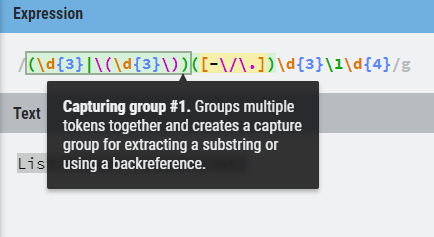 Expression
/(\d{3}|\(\d{3}\))([-\/\.])\d{3}\1\d{4}/g
Capturing group #1. Groups multiple
tokens together and creates a capture
group for extracting a substring or
using a backreference.
Text
Lis